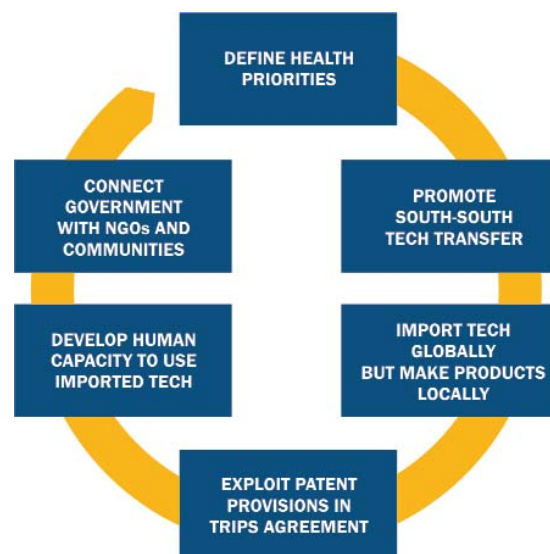 DEFINE HEALTH
PRIORITIES
PROMOTE
SOUTH-SOUTH
TECH TRANSFER
IMPORT TECH
GLOBALLY
BUT MAKE PRODUCTS
LOCALLY
EXPLOIT PATENT
PROVISIONS IN
TRIPS AGREEMENT
DEVELOP HUMAN
CAPACITY TO USE
IMPORTED TECH
CONNECT
GOVERNMENT
WITH NGOs AND
COMMUNITIES